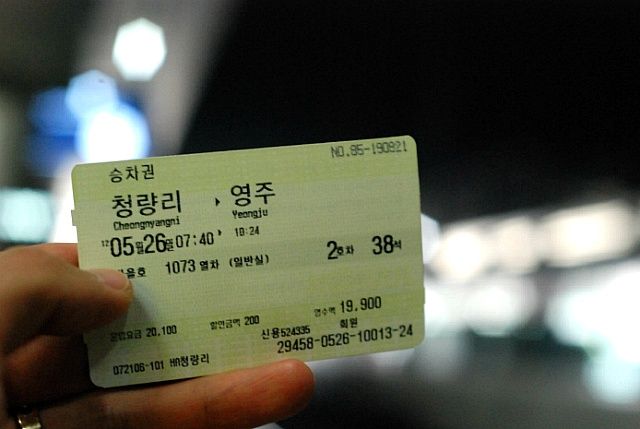 NO.85-190821
승차권
청량리 ▸ 영주
Cheongnyangni Yeongju
12 05월26일 07:40 ▸ 10:24
1073 열차 (일반실) 2호차 38석
운임요금 20,100 할인금액 200 영수액 19,900
신용524335 회원
29458-0526-10013-24
072106-101 HA청량리